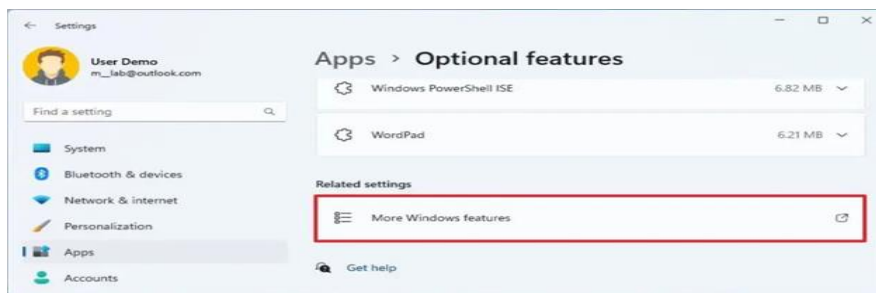 Settings
User Demo
m__lab@outlook.com
Find a setting
System
Bluetooth & devices
Network & internet
Personalization
Apps
Accounts
Apps > Optional features
Windows PowerShell ISE 6.82 MB
WordPad 6.21 MB
Related settings
More Windows features
Get help